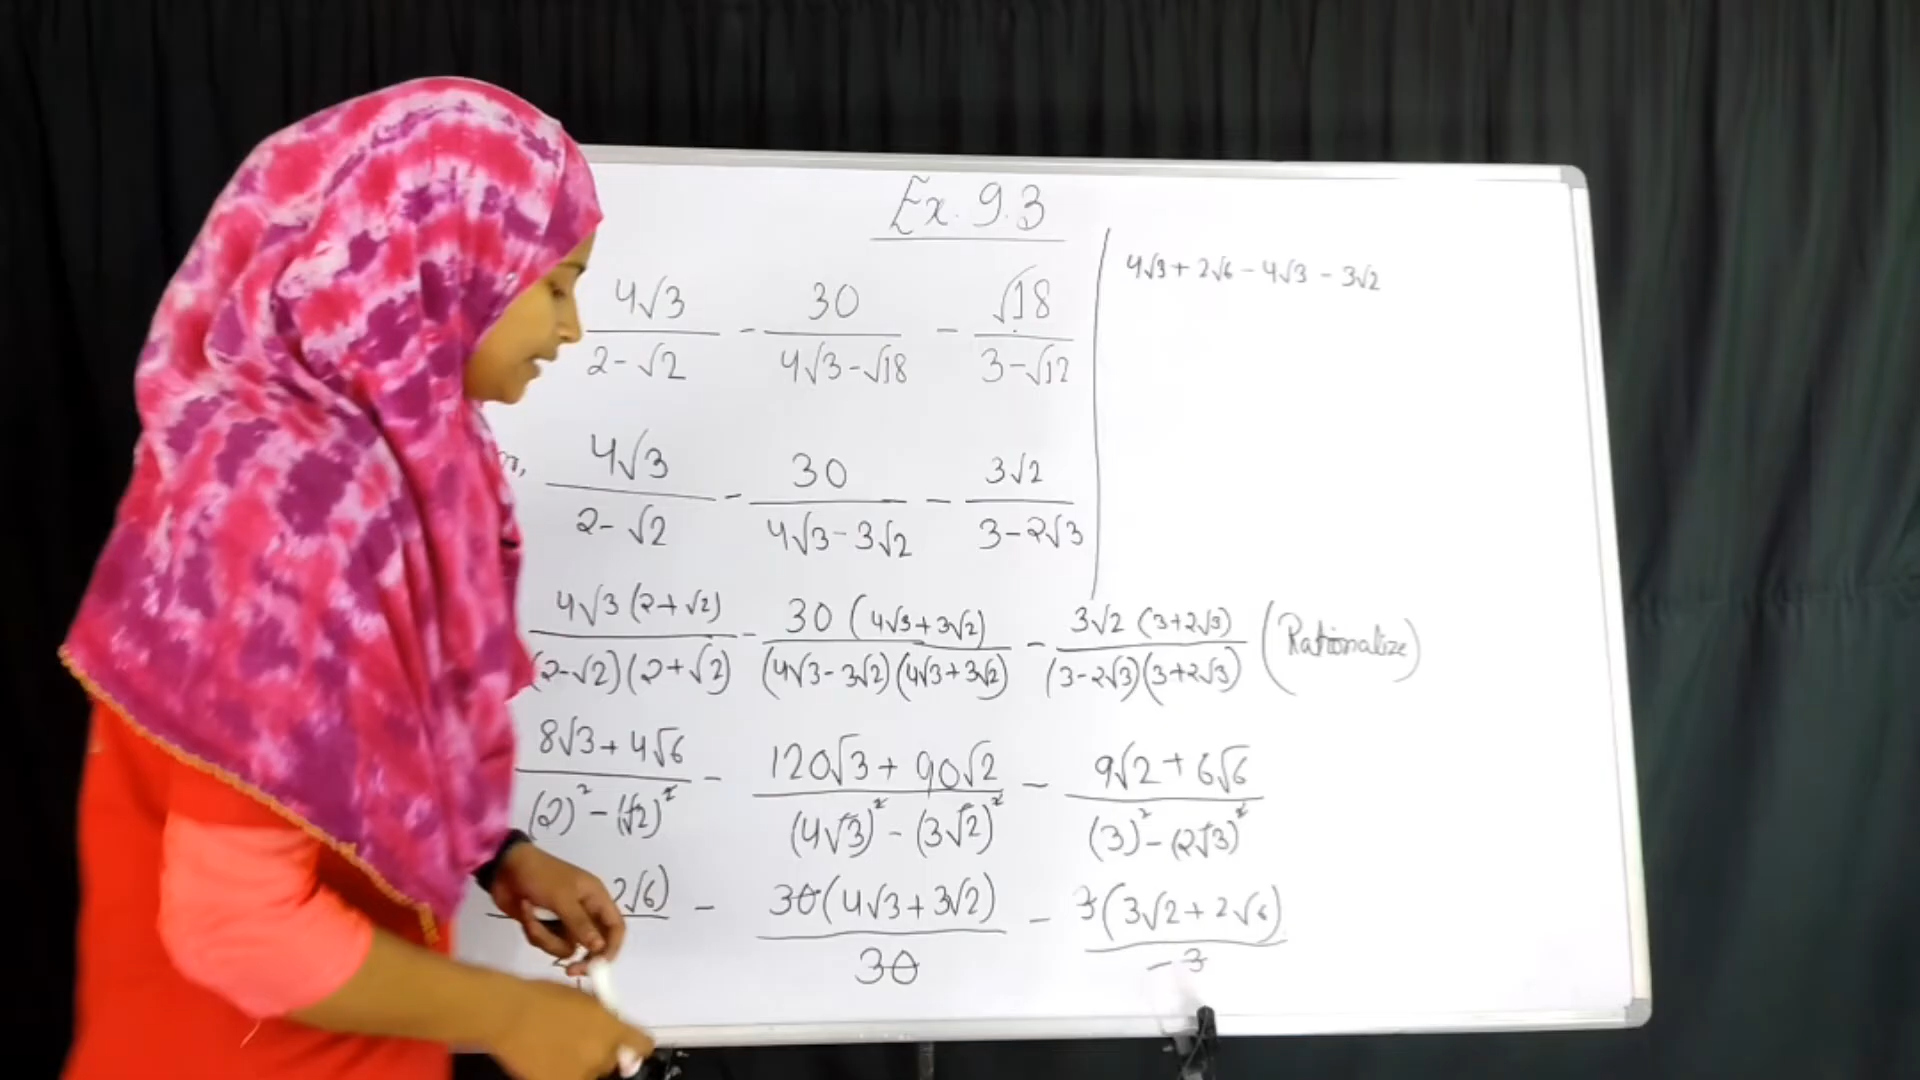 Ex. 9.3
4√3/2-√2 - 30/4√3-√18 - √18/3-√12
4√3/2-√2 - 30/4√3-3√2 - 3√2/3-2√3
4√3(2+√2)/(2-√2)(2+√2) - 30(4√3+3√2)/(4√3-3√2)(4√3+3√2) - 3√2(3+2√3)/(3-2√3)(3+2√3) (Rationalize)
8√3+4√6/(2)²-(√2)² - 120√3+90√2/(4√3)²-(3√2)² - 9√2+6√6/(3)²-(2√3)²
2√6) - 30(4√3+3√2)/30 - 3(3√2+2√6)/-3
4√3+2√6-4√3-3√2